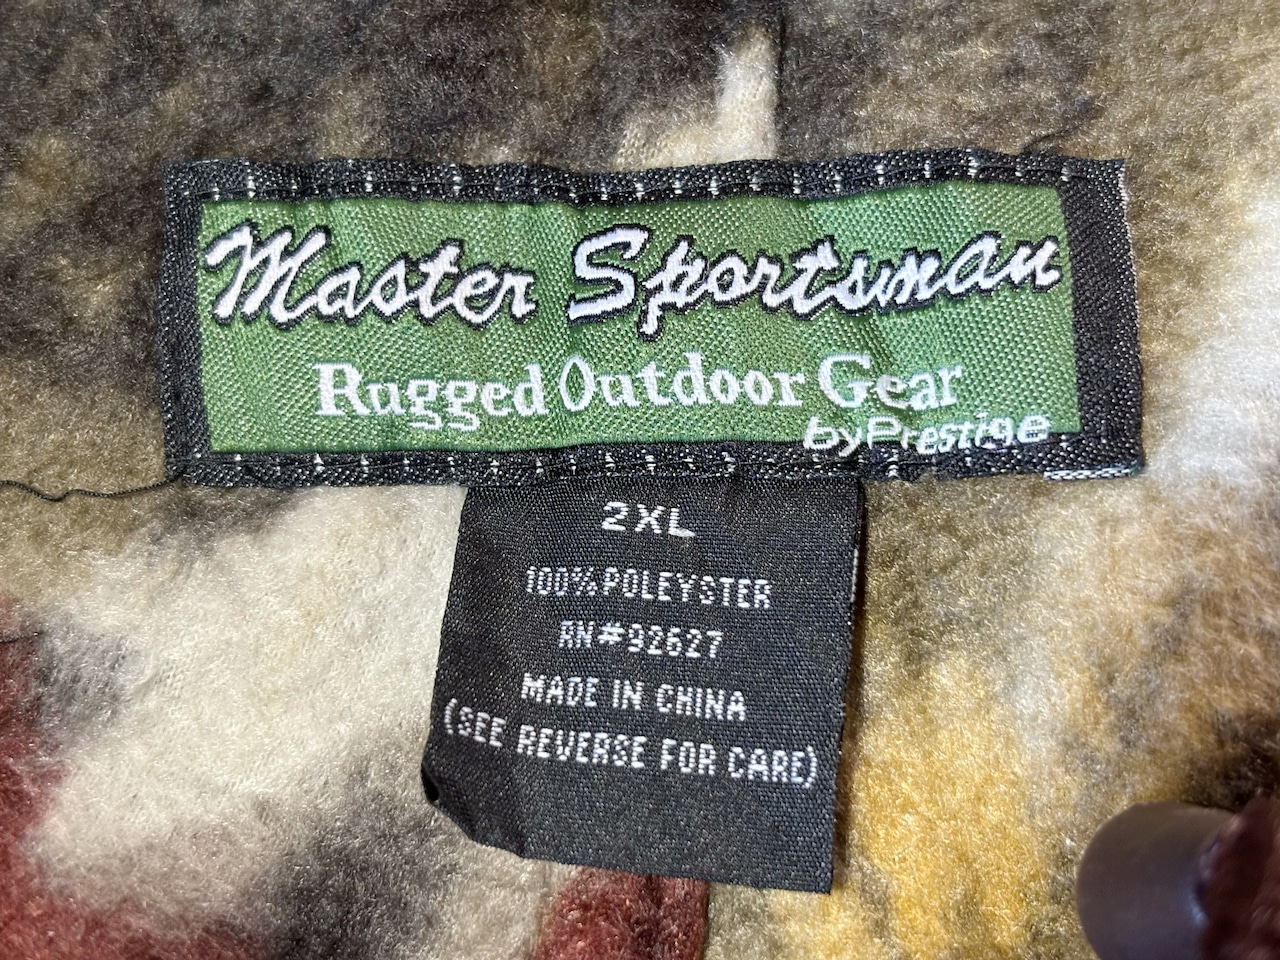 Master Sportsman
Rugged Outdoor Gear
by Prestige
2XL
100%POLEYSTER
RN#92627
MADE IN CHINA
(SEE REVERSE FOR CARE)